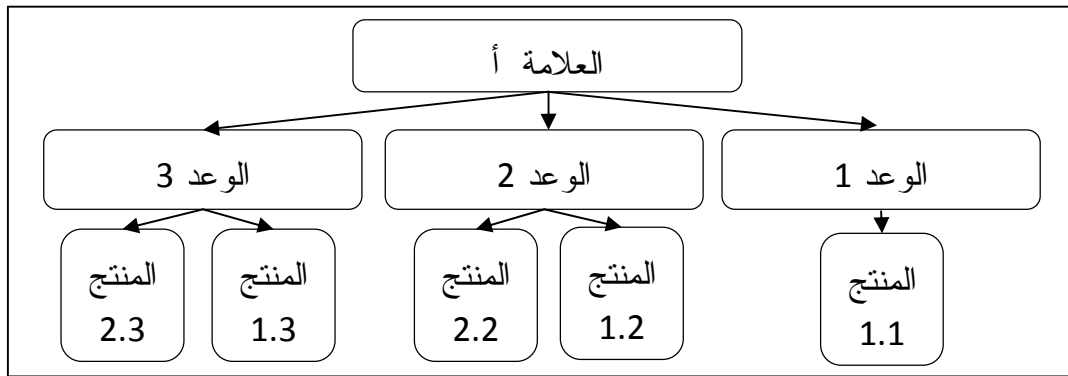 العلامة أ
الوعد 1
الوعد 2
الوعد 3
المنتج
1.1
المنتج
1.2
المنتج
2.2
المنتج
1.3
المنتج
2.3